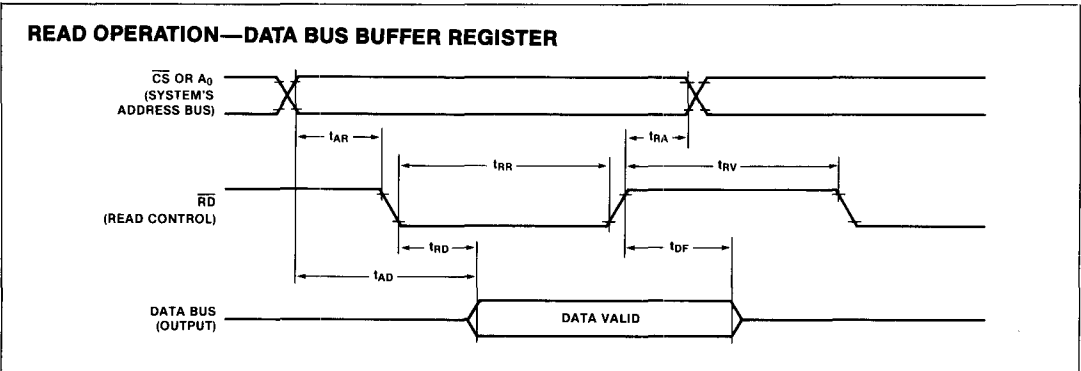 READ OPERATION—DATA BUS BUFFER REGISTER
CS OR A0
(SYSTEM'S
ADDRESS BUS)
tAR
tRA
tRR
tRV
RD
(READ CONTROL)
tRD
tDF
tAD
DATA BUS
(OUTPUT)
DATA VALID